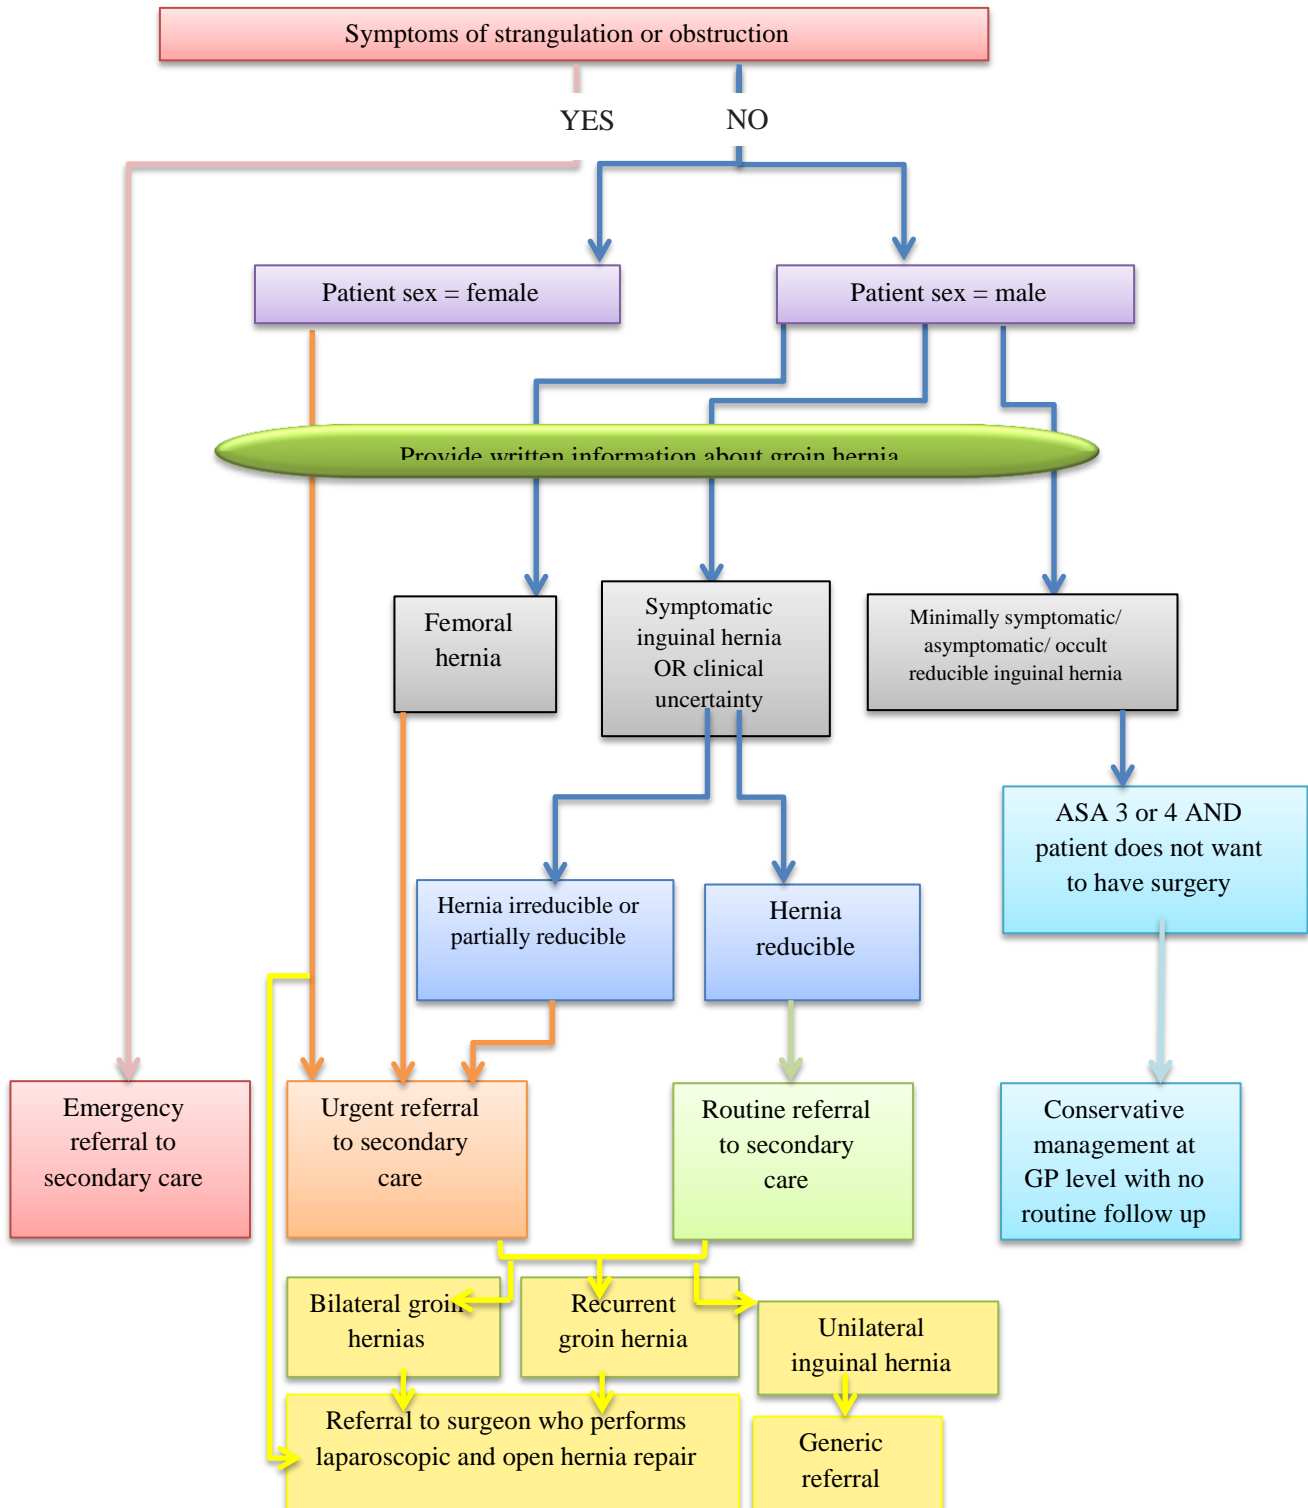 Symptoms of strangulation or obstruction
YES
NO
Patient sex = female
Patient sex = male
Provide written information about groin hernia
Femoral
hernia
Symptomatic
inguinal hernia
OR clinical
uncertainty
Minimally symptomatic/
asymptomatic/ occult
reducible inguinal hernia
ASA 3 or 4 AND
patient does not want
to have surgery
Hernia irreducible or
partially reducible
Hernia
reducible
Emergency
referral to
secondary care
Urgent referral
to secondary
care
Routine referral
to secondary
care
Conservative
management at
GP level with no
routine follow up
Bilateral groin
hernias
Recurrent
groin hernia
Unilateral
inguinal hernia
Referral to surgeon who performs
laparoscopic and open hernia repair
Generic
referral